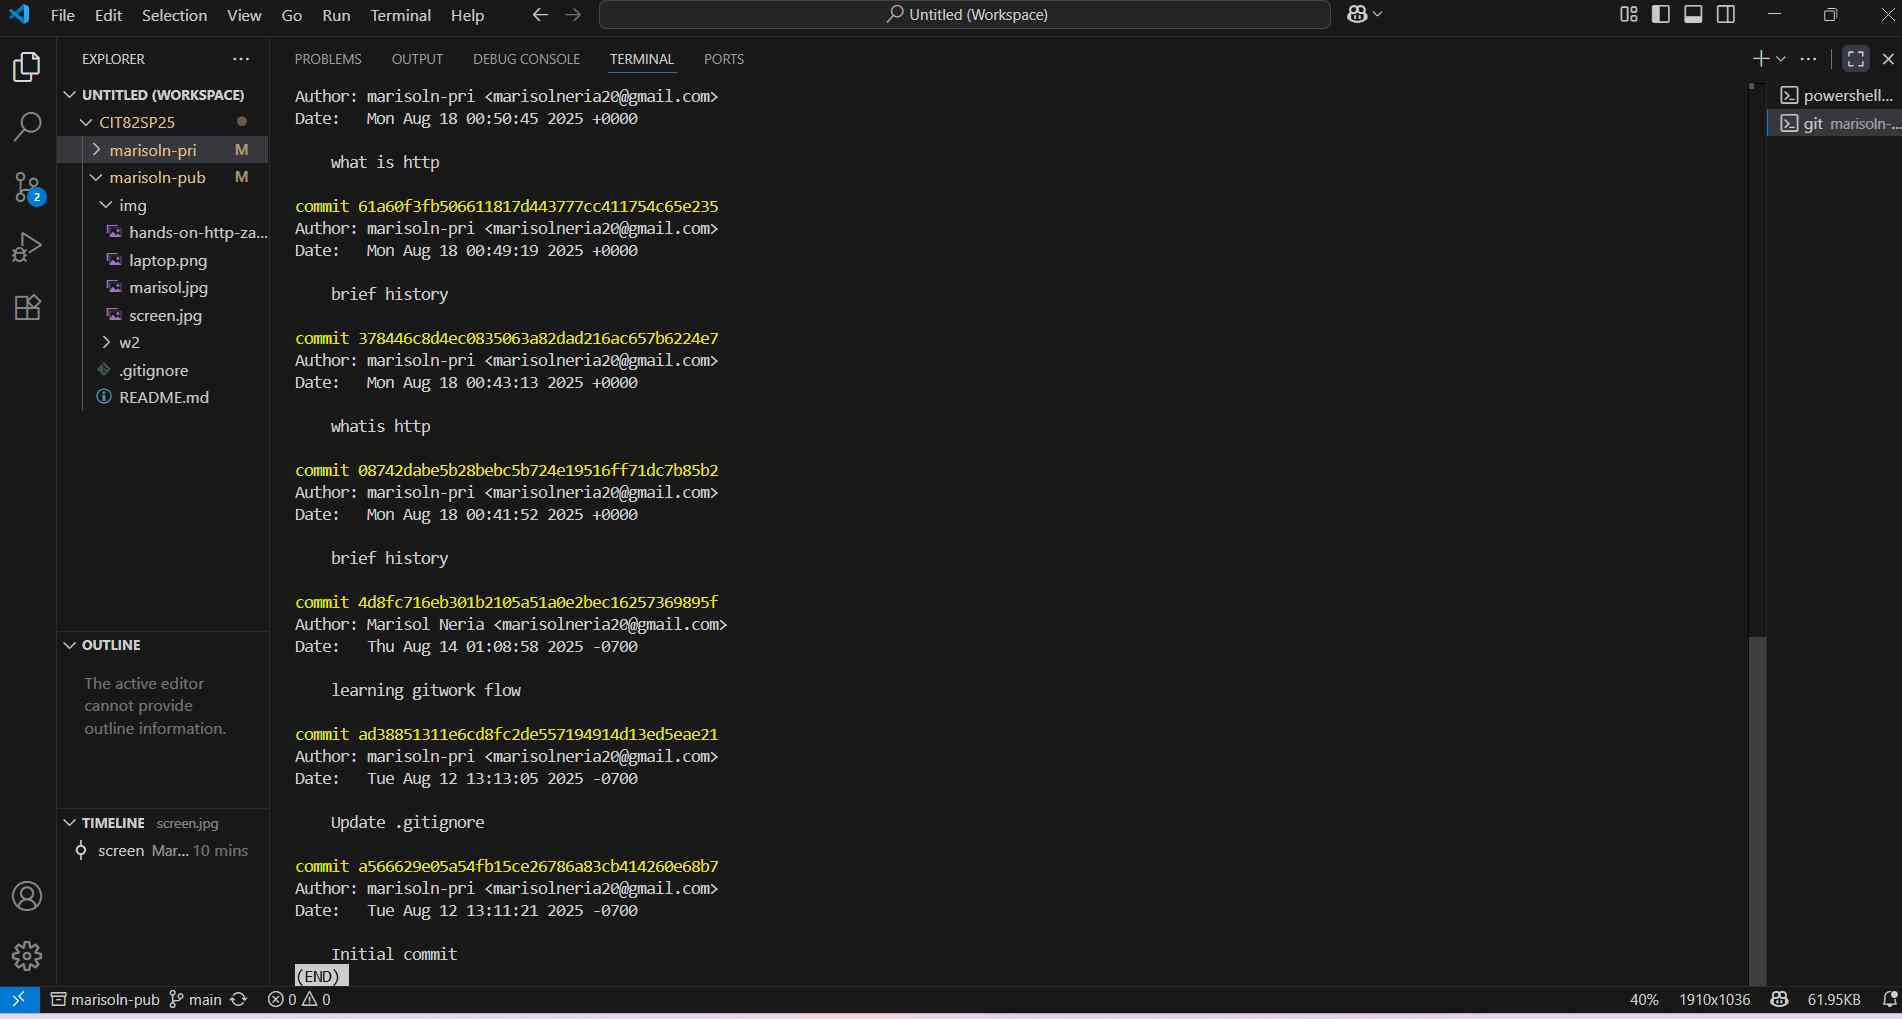 File Edit Selection View Go Run Terminal Help
Untitled (Workspace)
EXPLORER
UNTITLED (WORKSPACE)
CIT82SP25
marisoln-pri M
marisoln-pub M
img
hands-on-http-za...
laptop.png
marisol.jpg
screen.jpg
w2
.gitignore
README.md
2
OUTLINE
The active editor
cannot provide
outline information.
TIMELINE screen.jpg
screen Mar... 10 mins
PROBLEMS OUTPUT DEBUG CONSOLE TERMINAL PORTS
Author: marisoln-pri <marisolneria20@gmail.com>
Date: Mon Aug 18 00:50:45 2025 +0000
what is http
commit 61a60f3fb506611817d443777cc411754c65e235
Author: marisoln-pri <marisolneria20@gmail.com>
Date: Mon Aug 18 00:49:19 2025 +0000
brief history
commit 378446c8d4ec0835063a82dad216ac657b6224e7
Author: marisoln-pri <marisolneria20@gmail.com>
Date: Mon Aug 18 00:43:13 2025 +0000
whatis http
commit 08742dabe5b28bebc5b724e19516ff71dc7b85b2
Author: marisoln-pri <marisolneria20@gmail.com>
Date: Mon Aug 18 00:41:52 2025 +0000
brief history
commit 4d8fc716eb301b2105a51a0e2bec16257369895f
Author: Marisol Neria <marisolneria20@gmail.com>
Date: Thu Aug 14 01:08:58 2025 -0700
learning gitwork flow
commit ad38851311e6cd8fc2de557194914d13ed5eae21
Author: marisoln-pri <marisolneria20@gmail.com>
Date: Tue Aug 12 13:13:05 2025 -0700
Update .gitignore
commit a566629e05a54fb15ce26786a83cb414260e68b7
Author: marisoln-pri <marisolneria20@gmail.com>
Date: Tue Aug 12 13:11:21 2025 -0700
Initial commit
(END)
powershell...
git marisoln-...
marisoln-pub main 0 0
40% 1910x1036 61.95KB